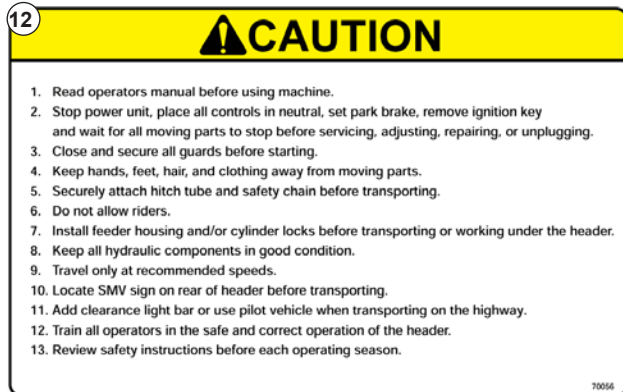 12
CAUTION
1. Read operators manual before using machine.
2. Stop power unit, place all controls in neutral, set park brake, remove ignition key
and wait for all moving parts to stop before servicing, adjusting, repairing, or unplugging.
3. Close and secure all guards before starting.
4. Keep hands, feet, hair, and clothing away from moving parts.
5. Securely attach hitch tube and safety chain before transporting.
6. Do not allow riders.
7. Install feeder housing and/or cylinder locks before transporting or working under the header.
8. Keep all hydraulic components in good condition.
9. Travel only at recommended speeds.
10. Locate SMV sign on rear of header before transporting.
11. Add clearance light bar or use pilot vehicle when transporting on the highway.
12. Train all operators in the safe and correct operation of the header.
13. Review safety instructions before each operating season.
70056